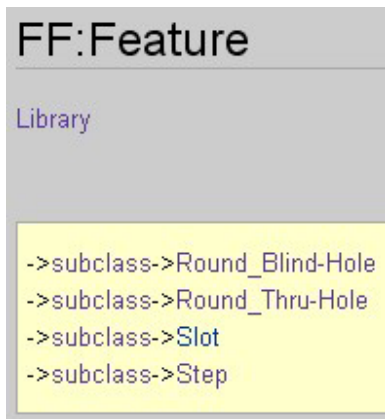 FF:Feature
Library
->subclass->Round_Blind-Hole
->subclass->Round_Thru-Hole
->subclass->Slot
->subclass->Step